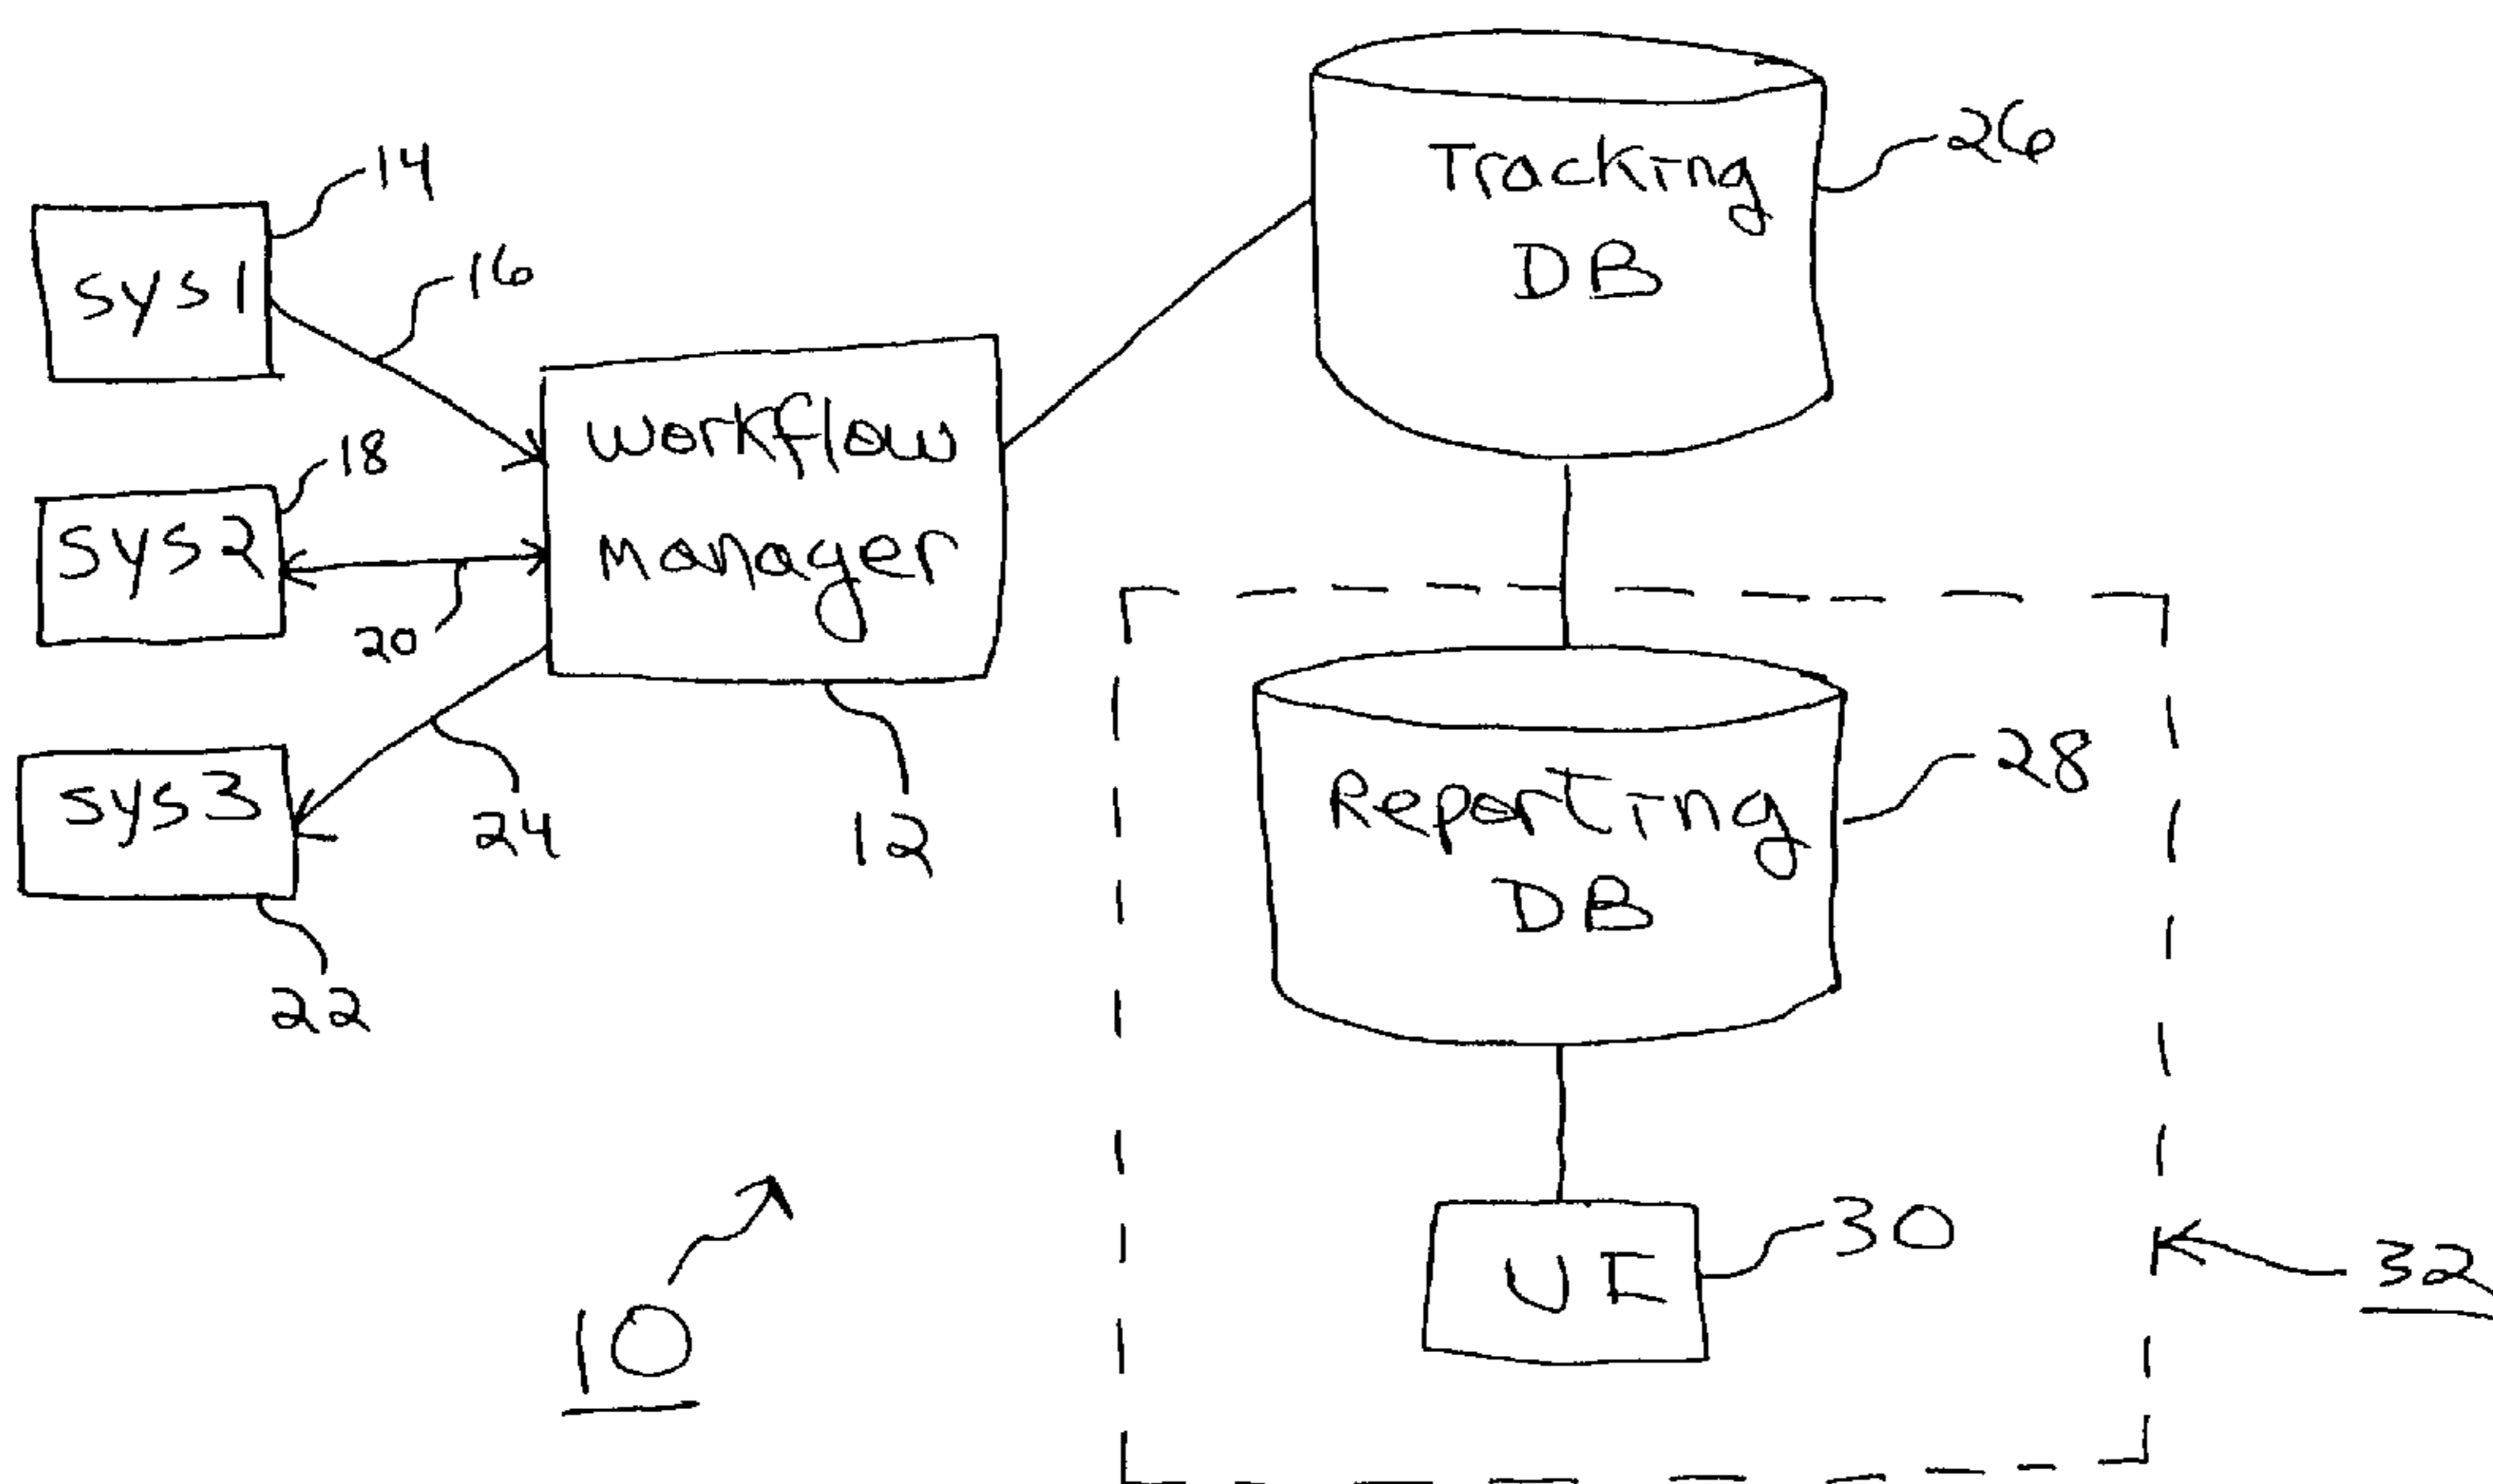 14
sys1
16
18
sys2
20
sys3
24
22
Workflow
Manager
12
Tracking
DB
26
Reporting
DB
28
UI
30
32
10